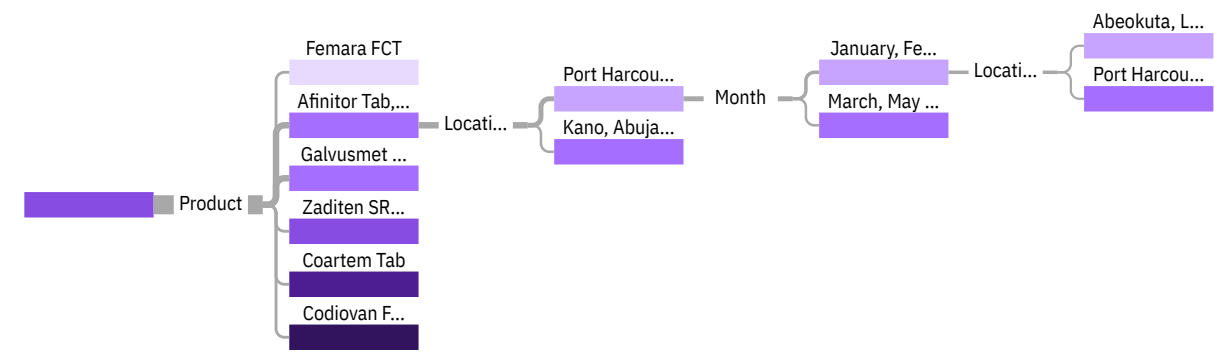 Product
Femara FCT
Afinitor Tab,...
Galvusmet ...
Zaditen SR...
Coartem Tab
Codiovan F...
Locati...
Port Harcou...
Kano, Abuja...
Month
January, Fe...
March, May ...
Locati...
Abeokuta, L...
Port Harcou...